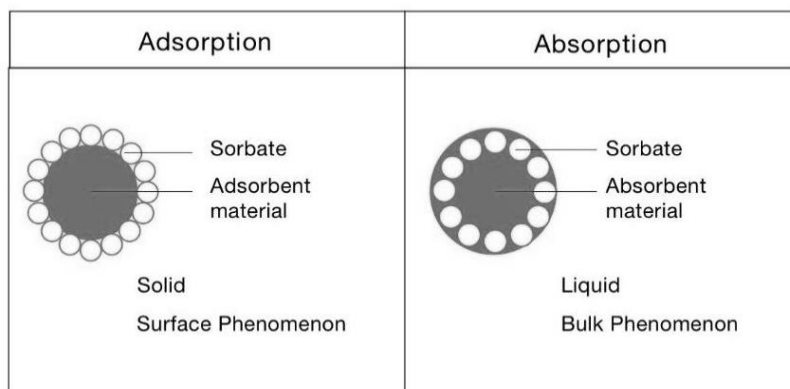 Adsorption
Absorption
Sorbate
Adsorbent
material
Solid
Surface Phenomenon
Sorbate
Absorbent
material
Liquid
Bulk Phenomenon